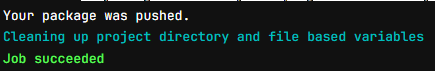 Your package was pushed.
Cleaning up project directory and file based variables
Job succeeded